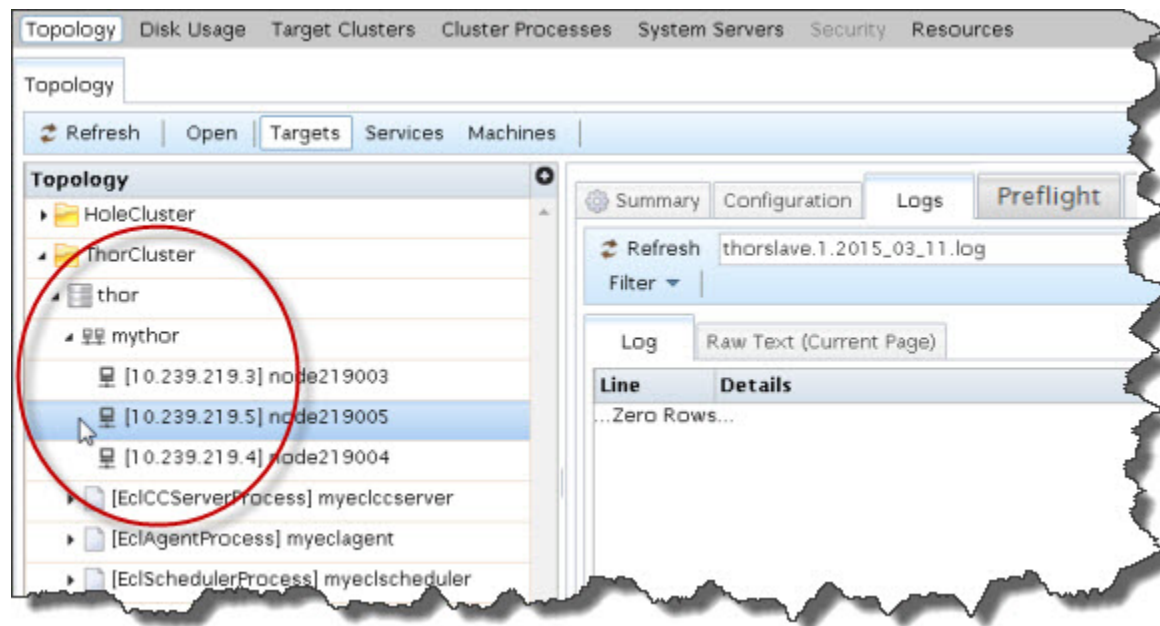 Topology Disk Usage Target Clusters Cluster Processes System Servers Security Resources
Topology
Refresh Open Targets Services Machines
Topology
HoleCluster
ThorCluster
thor
mythor
[10.239.219.3] node219003
[10.239.219.5] node219005
[10.239.219.4] node219004
[EclCCServerProcess] myeclccserver
[EclAgentProcess] myeclagent
[EclSchedulerProcess] myeclscheduler
Summary Configuration Logs Preflight
Refresh thorslave.1.2015_03_11.log
Filter
Log Raw Text (Current Page)
Line Details
...Zero Rows...